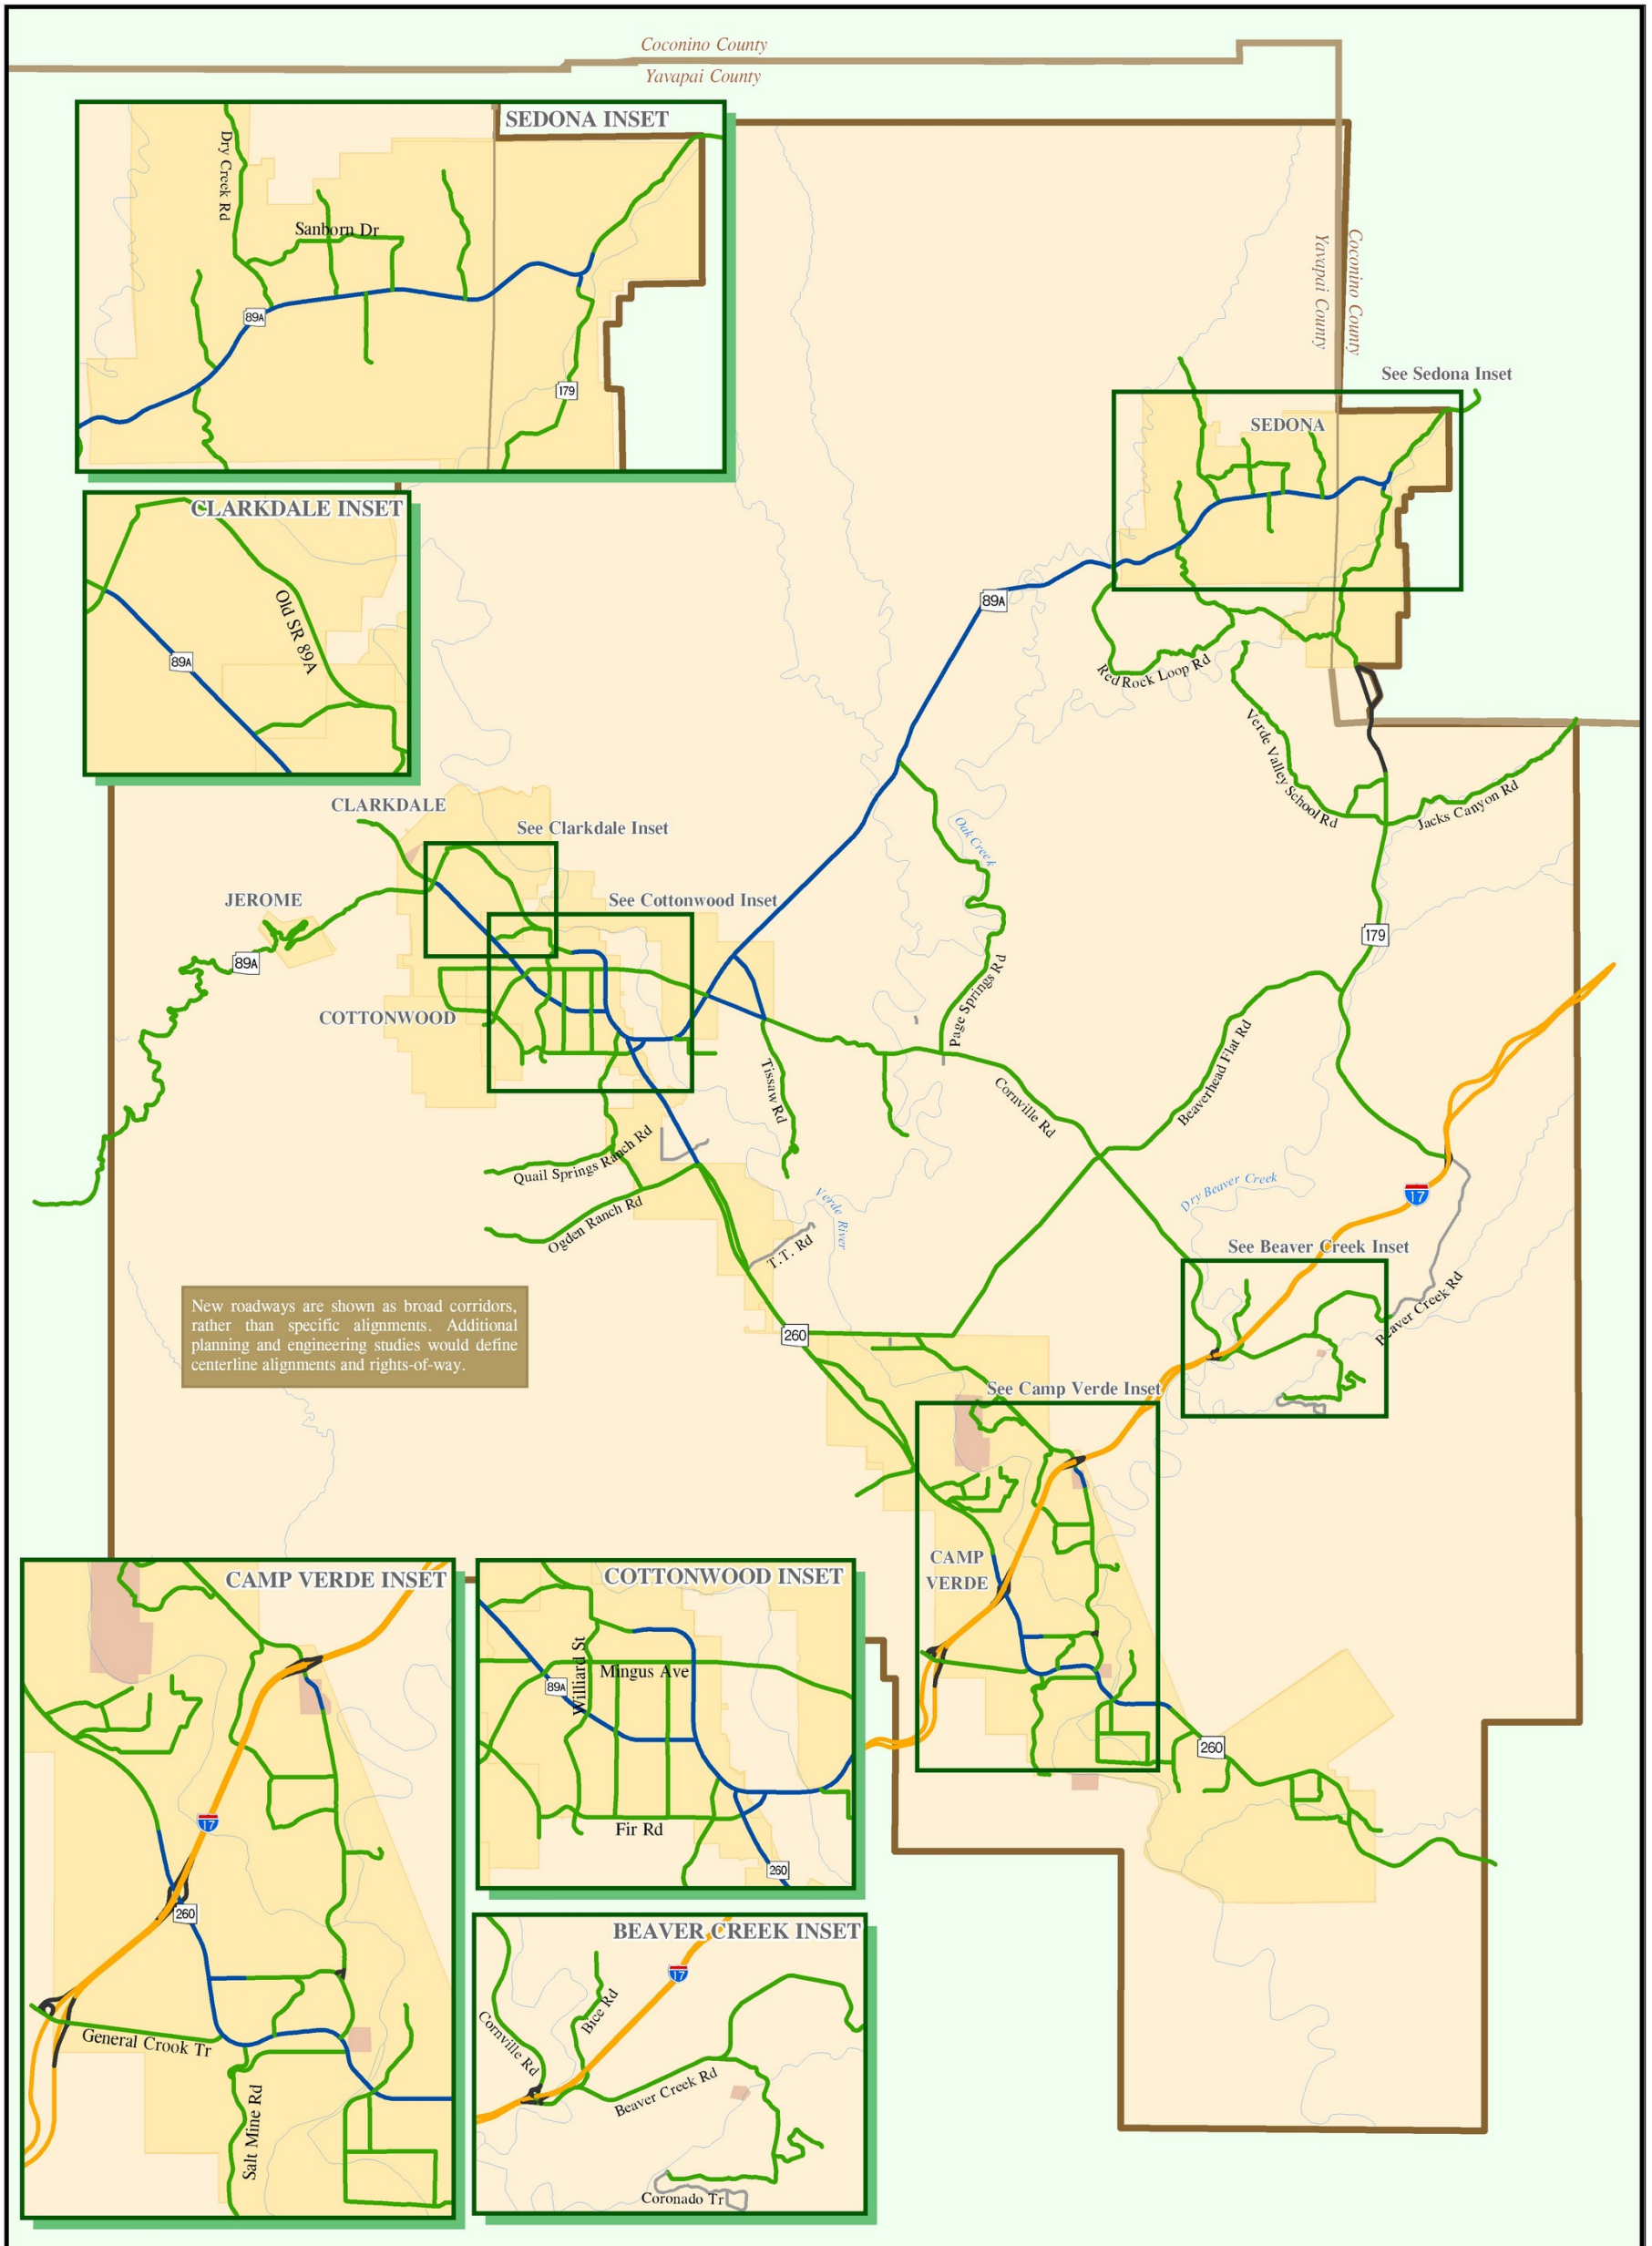 Coconino County
Yavapai County
SEDONA INSET
Dry Creek Rd
Sanborn Dr
89A
179
Yavapai County
Coconino County
See Sedona Inset
SEDONA
CLARKDALE INSET
Old SR 89A
89A
89A
Red Rock Loop Rd
Verde Valley School Rd
Jacks Canyon Rd
CLARKDALE
See Clarkdale Inset
Oak Creek
JEROME
See Cottonwood Inset
179
89A
COTTONWOOD
Page Springs Rd
Tissaw Rd
Cornville Rd
Beaverhead Flat Rd
Quail Springs Ranch Rd
Ogden Ranch Rd
Verde River
T.T. Rd
Dry Beaver Creek
17
See Beaver Creek Inset
Beaver Creek Rd
New roadways are shown as broad corridors,
rather than specific alignments. Additional
planning and engineering studies would define
centerline alignments and rights-of-way.
260
See Camp Verde Inset
CAMP
VERDE
260
CAMP VERDE INSET
17
260
General Crook Tr
Salt Mine Rd
COTTONWOOD INSET
Willard St
Mingus Ave
89A
Fir Rd
260
BEAVER CREEK INSET
17
Cornville Rd
Bice Rd
Beaver Creek Rd
Coronado Tr